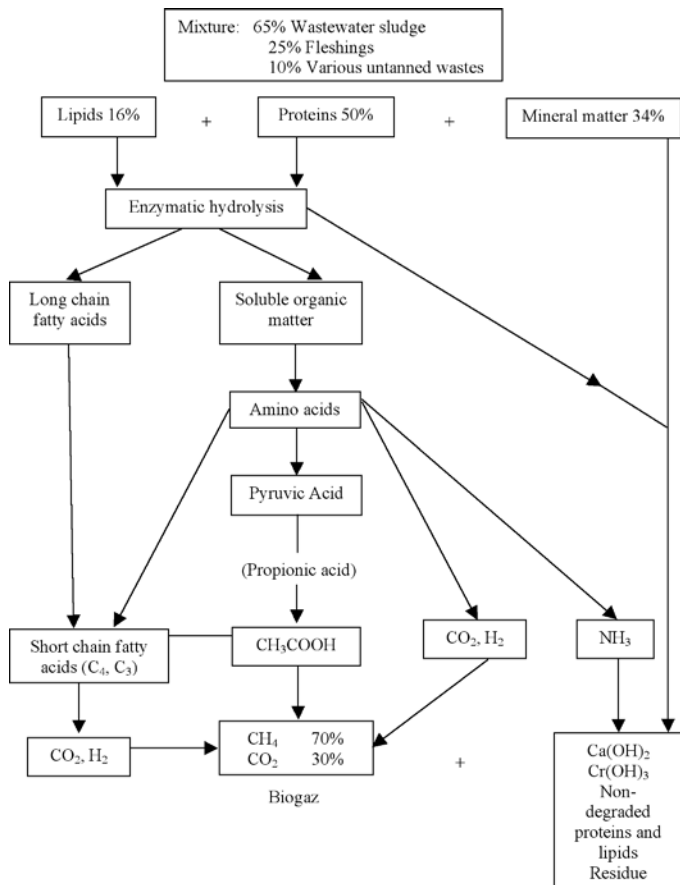 Mixture: 65% Wastewater sludge
25% Fleshings
10% Various untanned wastes
Lipids 16%
+
Proteins 50%
+
Mineral matter 34%
Enzymatic hydrolysis
Long chain
fatty acids
Soluble organic
matter
Amino acids
Pyruvic Acid
(Propionic acid)
Short chain fatty
acids (C₄, C₃)
CH₃COOH
CO₂, H₂
NH₃
CO₂, H₂
CH₄ 70%
CO₂ 30%
Biogaz
+
Ca(OH)₂
Cr(OH)₃
Non-
degraded
proteins and
lipids
Residue